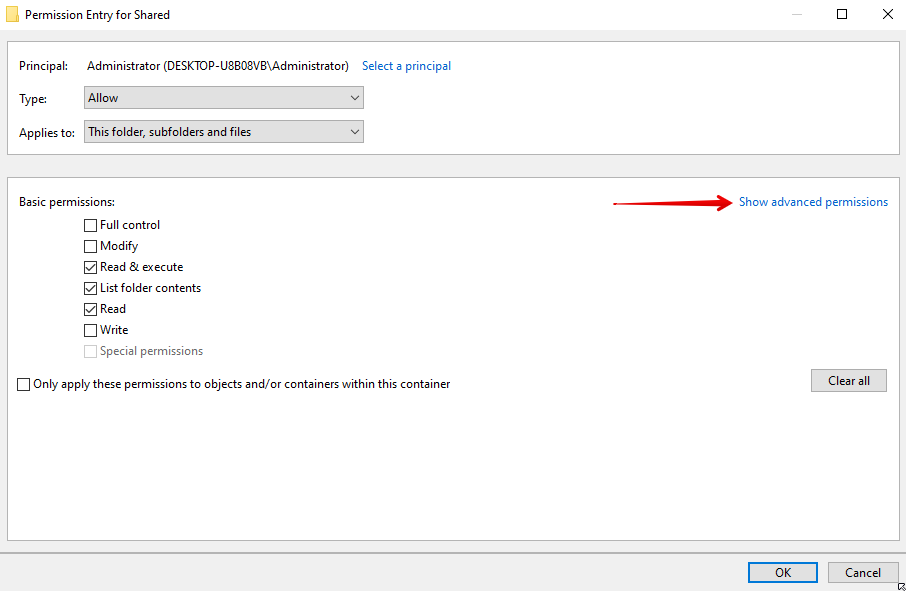 Permission Entry for Shared
Principal: Administrator (DESKTOP-U8B08VB\Administrator) Select a principal
Type: Allow
Applies to: This folder, subfolders and files
Basic permissions: Show advanced permissions
Full control
Modify
Read & execute
List folder contents
Read
Write
Special permissions
Only apply these permissions to objects and/or containers within this container
Clear all
OK Cancel